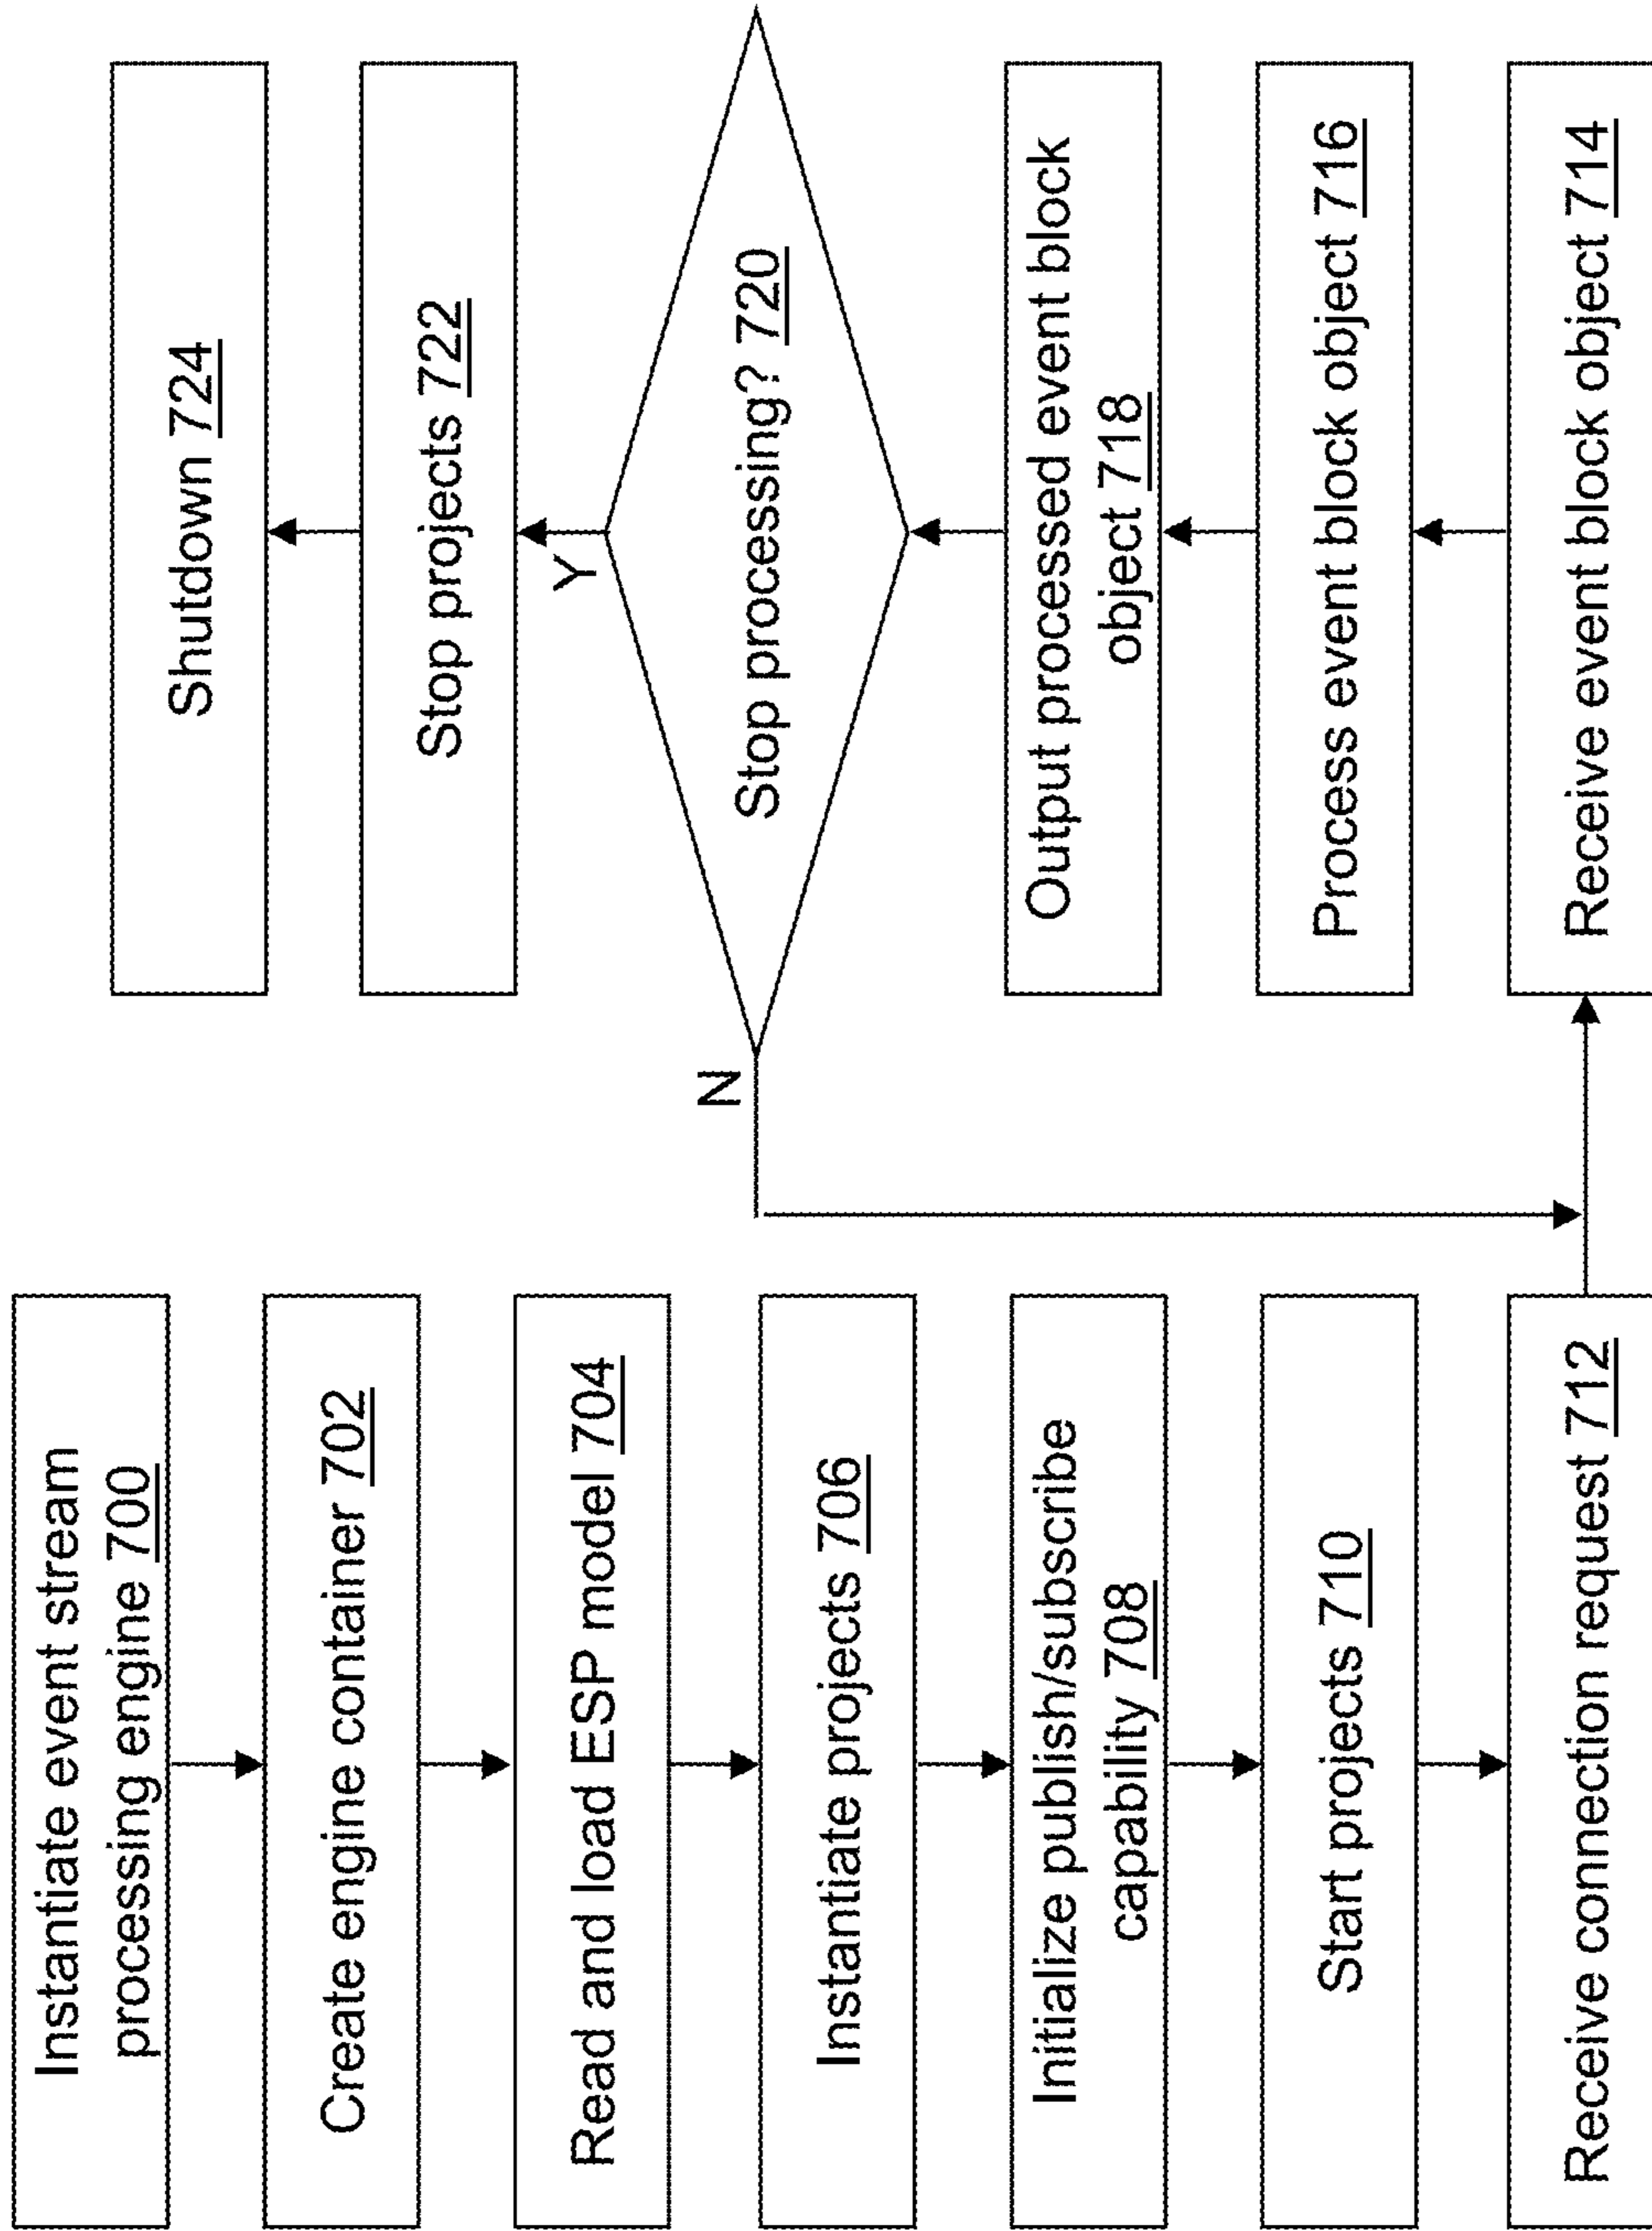 Instantiate event stream
processing engine 700
Create engine container 702
Read and load ESP model 704
Instantiate projects 706
Initialize publish/subscribe
capability 708
Start projects 710
Receive connection request 712
Receive event block object 714
Process event block object 716
Output processed event block
object 718
Stop processing? 720
N
Y
Stop projects 722
Shutdown 724